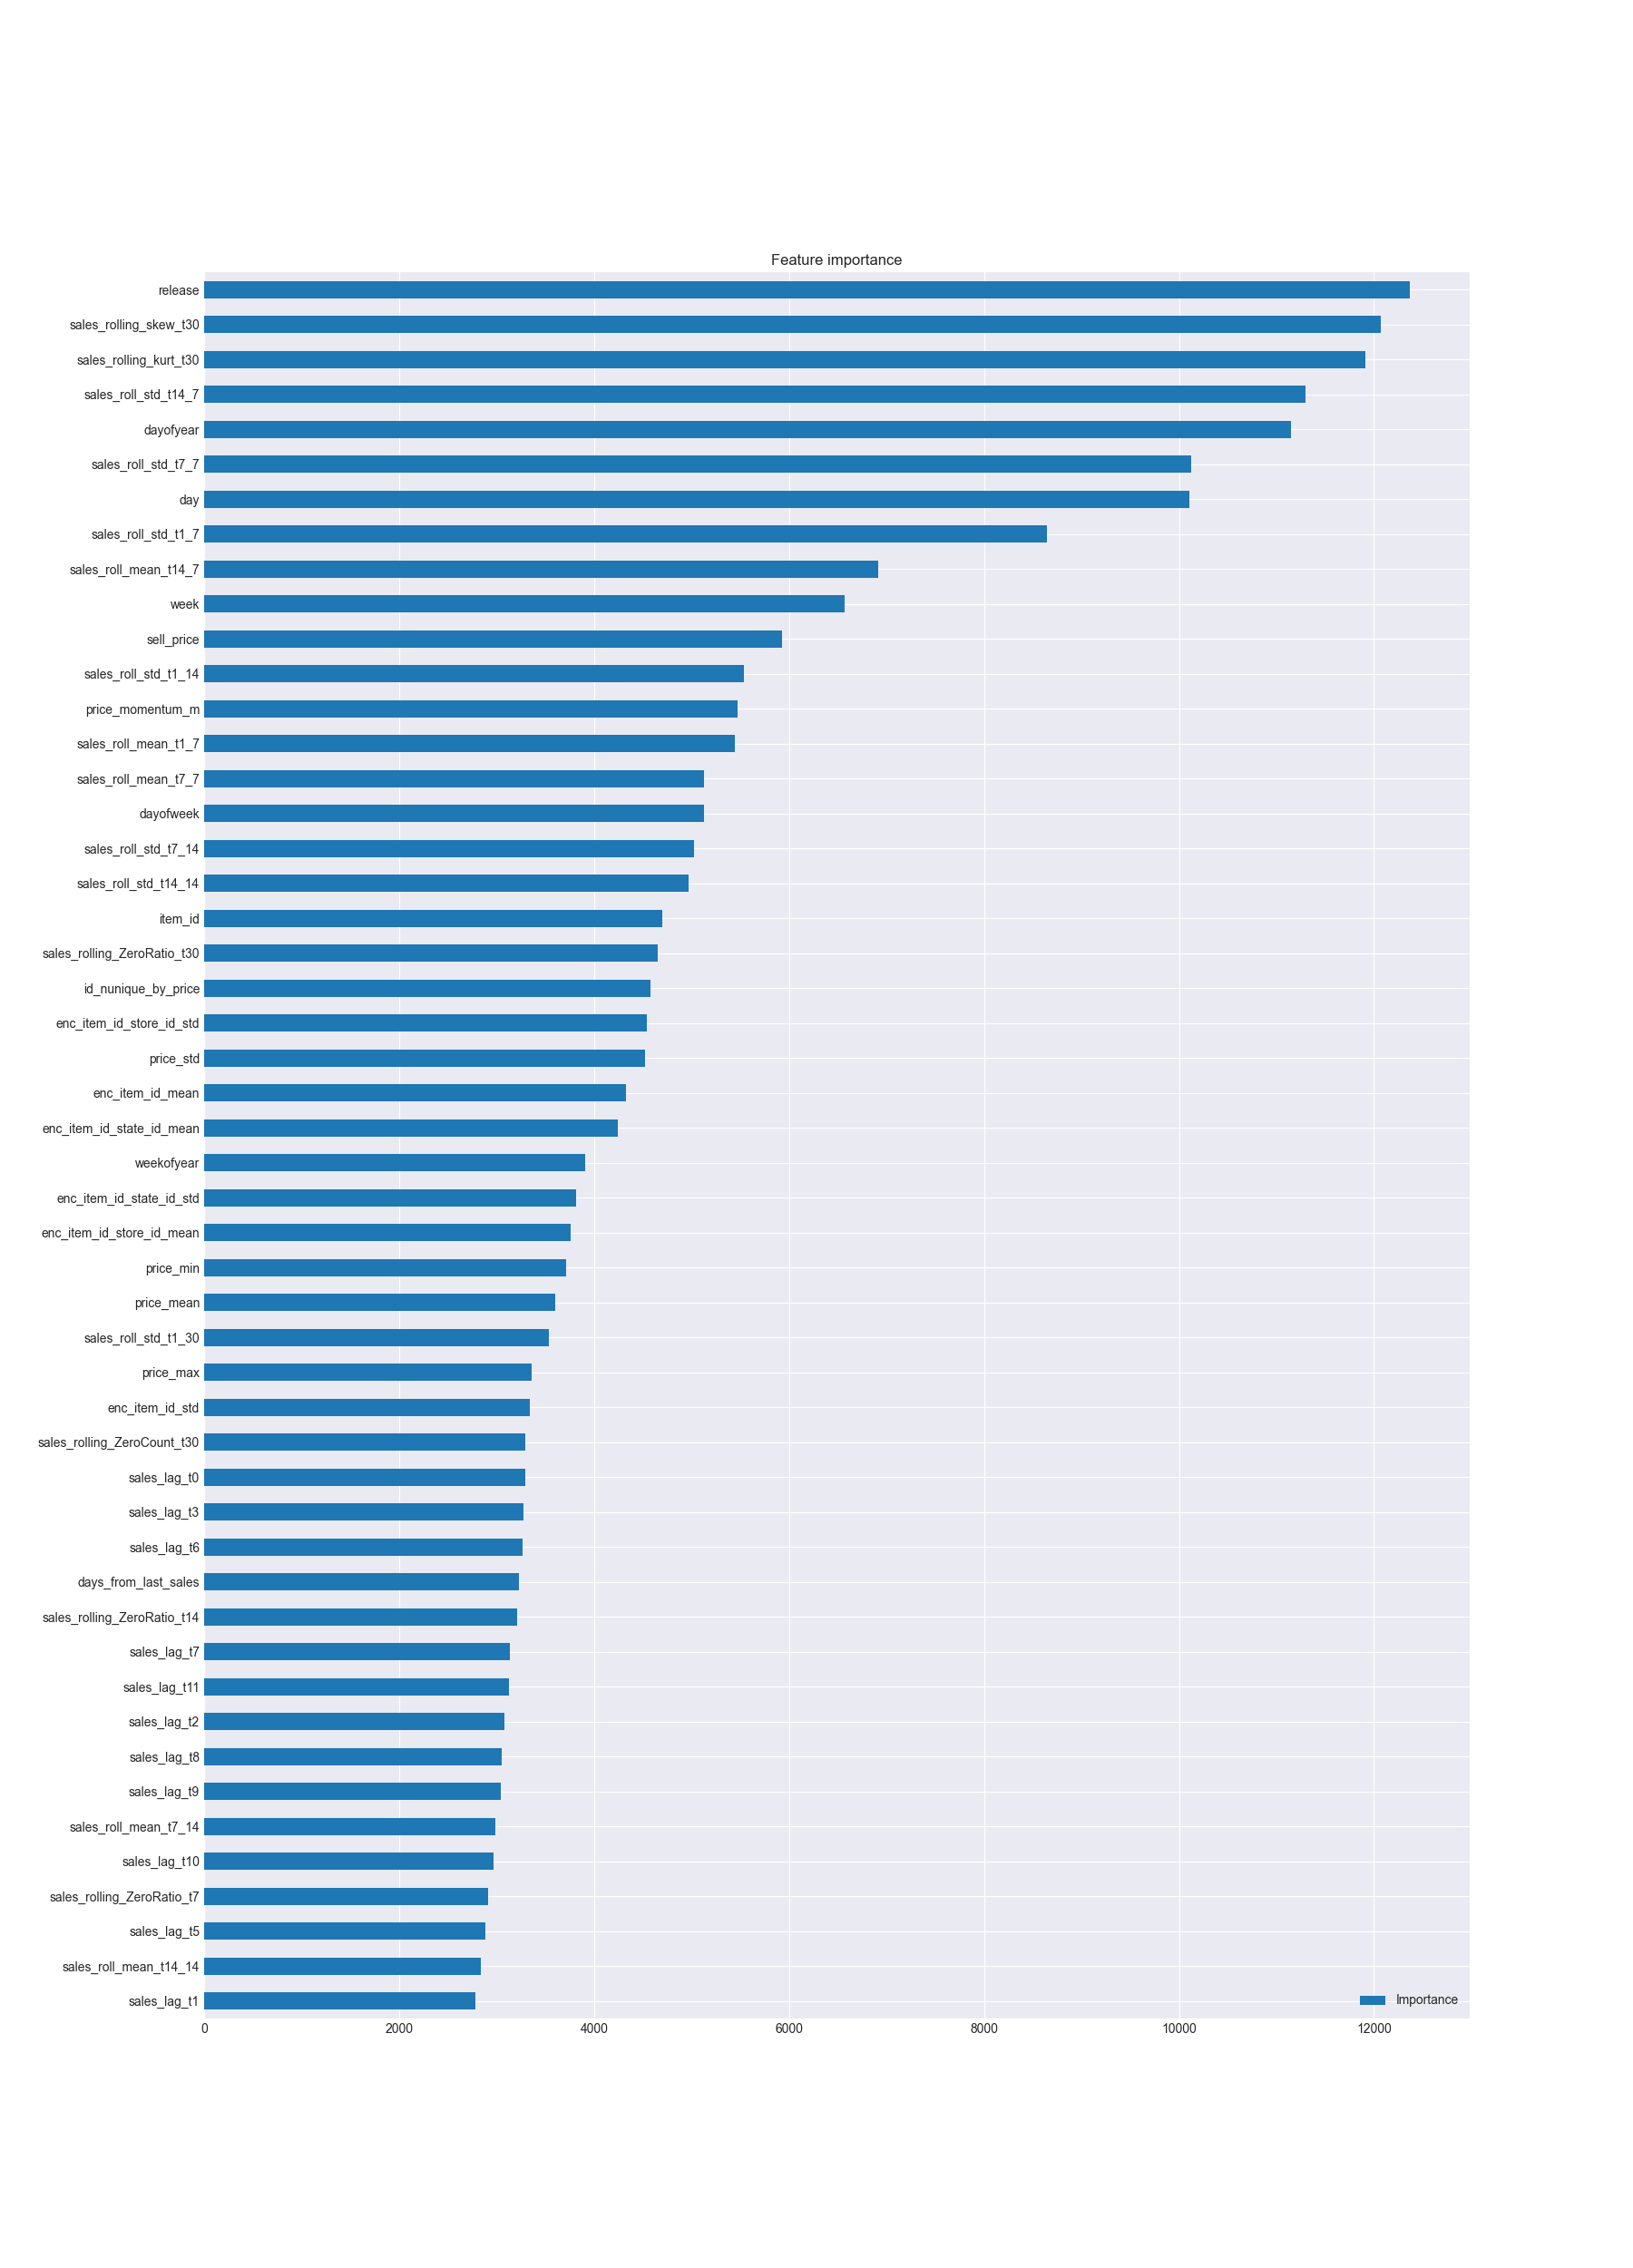 Feature importance
release
sales_rolling_skew_t30
sales_rolling_kurt_t30
sales_roll_std_t14_7
dayofyear
sales_roll_std_t7_7
day
sales_roll_std_t1_7
sales_roll_mean_t14_7
week
sell_price
sales_roll_std_t1_14
price_momentum_m
sales_roll_mean_t1_7
sales_roll_mean_t7_7
dayofweek
sales_roll_std_t7_14
sales_roll_std_t14_14
item_id
sales_rolling_ZeroRatio_t30
id_nunique_by_price
enc_item_id_store_id_std
price_std
enc_item_id_mean
enc_item_id_state_id_mean
weekofyear
enc_item_id_state_id_std
enc_item_id_store_id_mean
price_min
price_mean
sales_roll_std_t1_30
price_max
enc_item_id_std
sales_rolling_ZeroCount_t30
sales_lag_t0
sales_lag_t3
sales_lag_t6
days_from_last_sales
sales_rolling_ZeroRatio_t14
sales_lag_t7
sales_lag_t11
sales_lag_t2
sales_lag_t8
sales_lag_t9
sales_roll_mean_t7_14
sales_lag_t10
sales_rolling_ZeroRatio_t7
sales_lag_t5
sales_roll_mean_t14_14
sales_lag_t1
Importance
0 2000 4000 6000 8000 10000 12000